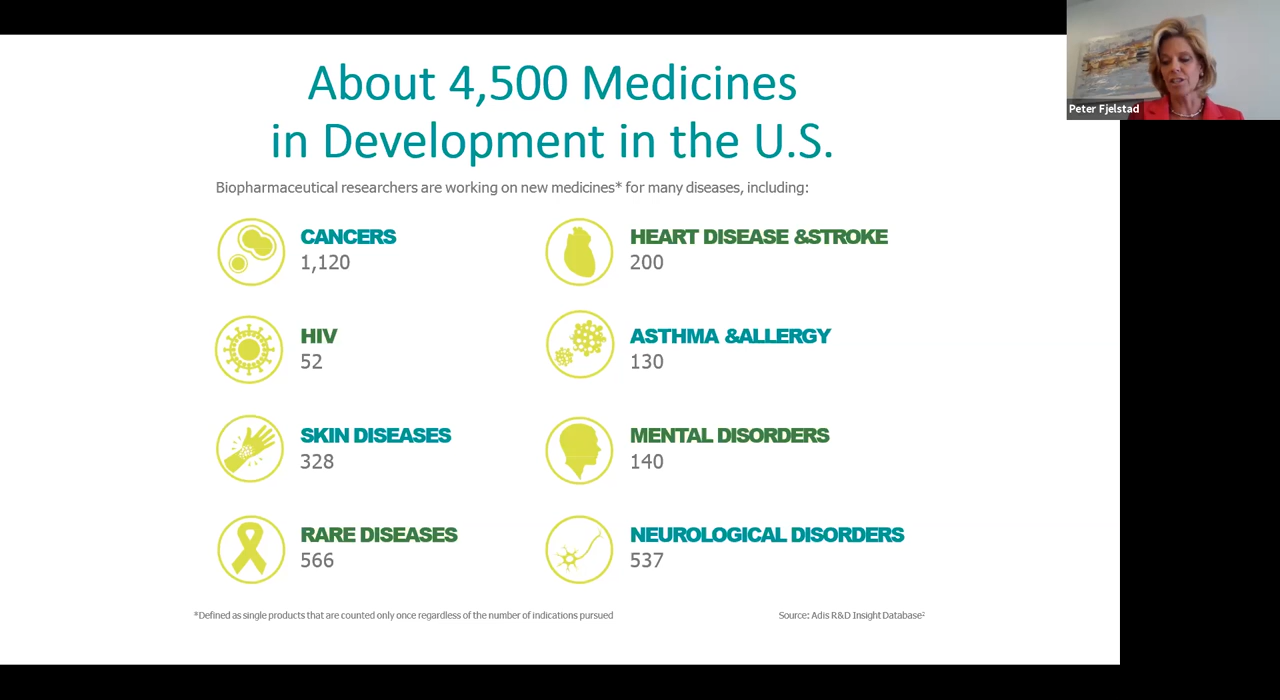 About 4,500 Medicines
in Development in the U.S.
Peter Fjelstad
Biopharmaceutical researchers are working on new medicines* for many diseases, including:
CANCERS
1,120
HEART DISEASE &STROKE
200
HIV
52
ASTHMA &ALLERGY
130
SKIN DISEASES
328
MENTAL DISORDERS
140
RARE DISEASES
566
NEUROLOGICAL DISORDERS
537
*Defined as single products that are counted only once regardless of the number of indications pursued
Source: Adis R&D Insight Database²